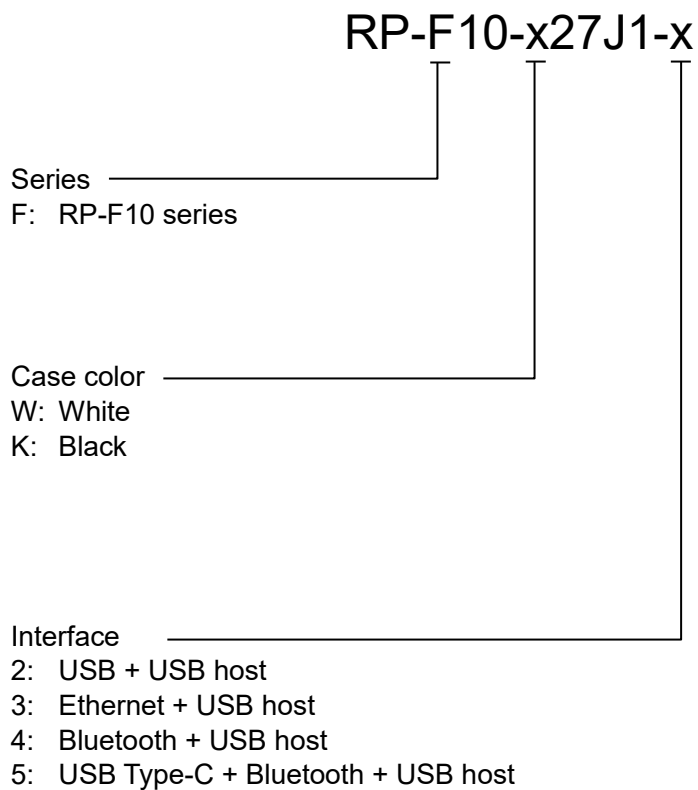 RP-F10-x27J1-x
Series
F: RP-F10 series
Case color
W: White
K: Black
Interface
2: USB + USB host
3: Ethernet + USB host
4: Bluetooth + USB host
5: USB Type-C + Bluetooth + USB host